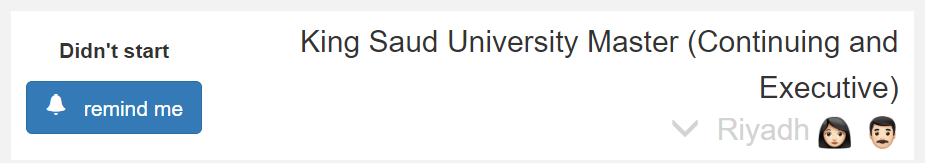 Didn't start
remind me
King Saud University Master (Continuing and
Executive)
Riyadh